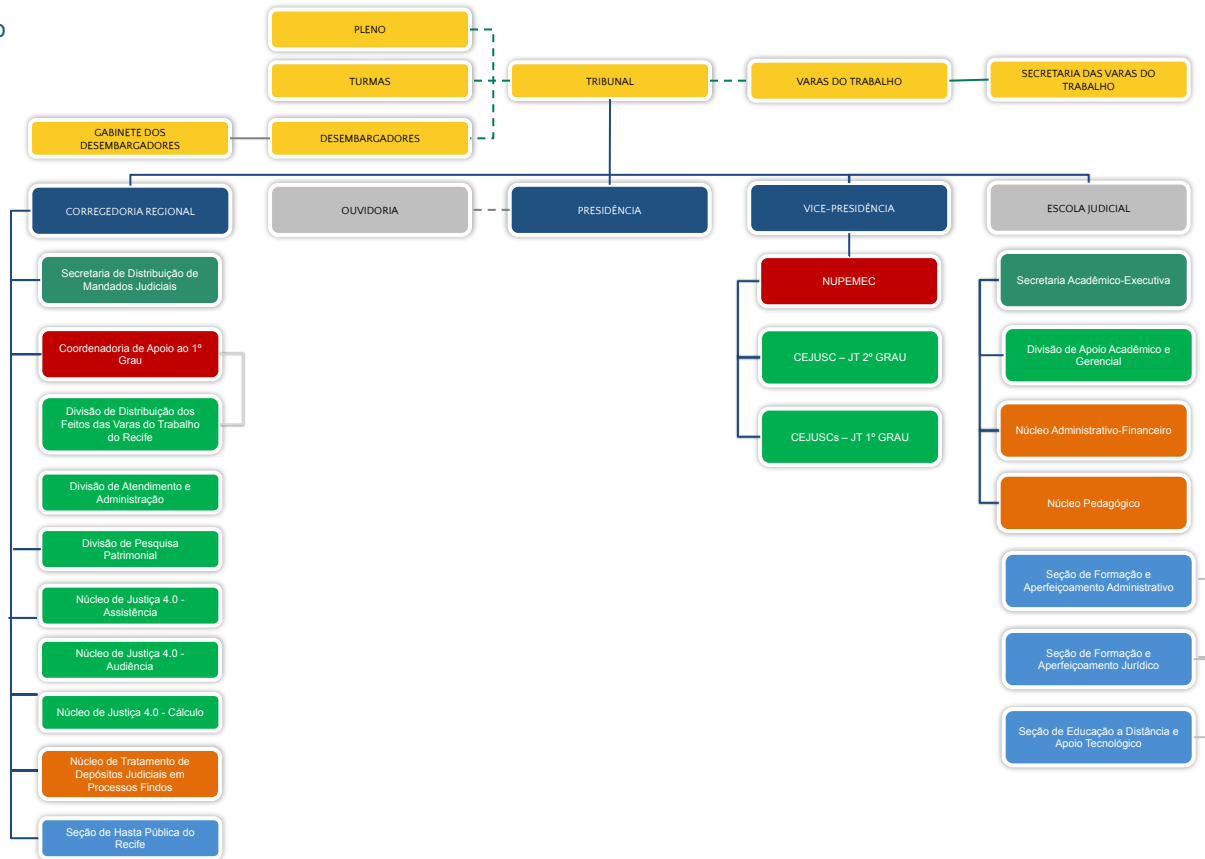 O
PLENO
TURMAS
TRIBUNAL
VARAS DO TRABALHO
SECRETARIA DAS VARAS DO
TRABALHO
GABINETE DOS
DESEMBARGADORES
DESEMBARGADORES
CORREGEDORIA REGIONAL
OUVIDORIA
PRESIDÊNCIA
VICE-PRESIDÊNCIA
ESCOLA JUDICIAL
Secretaria de Distribuição de
Mandados Judiciais
Coordenadoria de Apoio ao 1º
Grau
Divisão de Distribuição dos
Feitos das Varas do Trabalho
do Recife
Divisão de Atendimento e
Administração
Divisão de Pesquisa
Patrimonial
Núcleo de Justiça 4.0 -
Assistência
Núcleo de Justiça 4.0 -
Audiência
Núcleo de Justiça 4.0 - Cálculo
Núcleo de Tratamento de
Depósitos Judiciais em
Processos Findos
Seção de Hasta Pública do
Recife
NUPEMEC
CEJUSC – JT 2º GRAU
CEJUSCs – JT 1º GRAU
Secretaria Acadêmico-Executiva
Divisão de Apoio Acadêmico e
Gerencial
Núcleo Administrativo-Financeiro
Núcleo Pedagógico
Seção de Formação e
Aperfeiçoamento Administrativo
Seção de Formação e
Aperfeiçoamento Jurídico
Seção de Educação a Distância e
Apoio Tecnológico